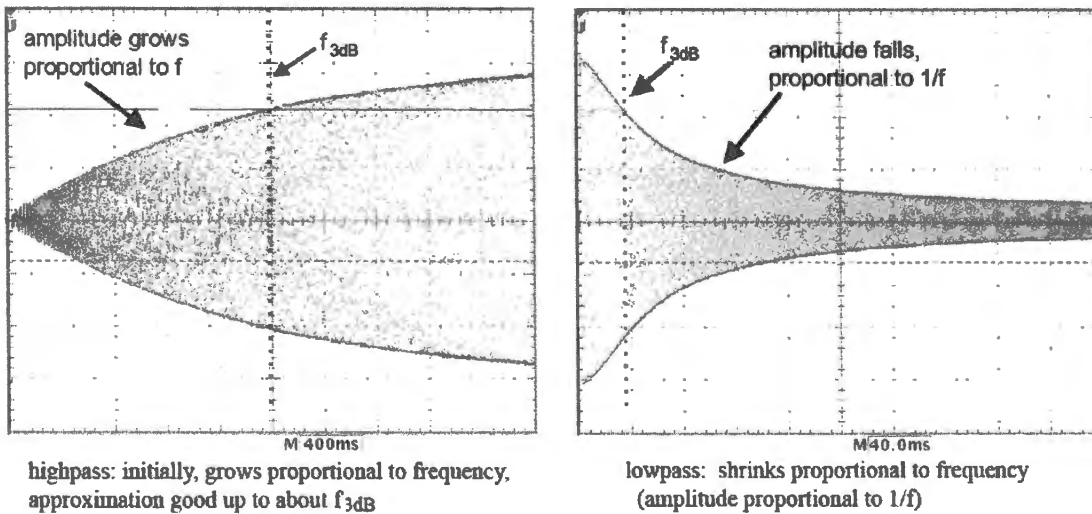 amplitude grows
proportional to f
f3dB
M 400ms
highpass: initially, grows proportional to frequency,
approximation good up to about f3dB
f3dB
amplitude falls,
proportional to 1/f
M 40.0ms
lowpass: shrinks proportional to frequency
(amplitude proportional to 1/f)